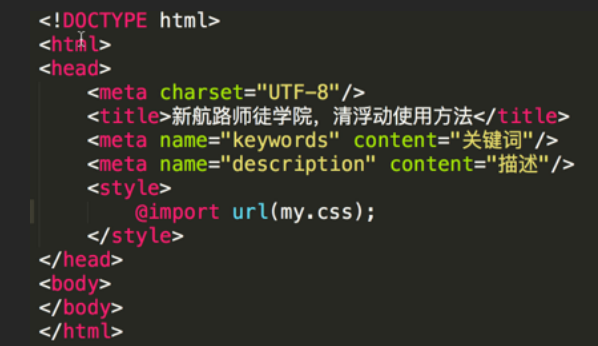 <!DOCTYPE html>
<html>
<head>
<meta charset="UTF-8"/>
<title>新航路师徒学院，清浮动使用方法</title>
<meta name="keywords" content="关键词"/>
<meta name="description" content="描述"/>
<style>
@import url(my.css);
</style>
</head>
<body>
</body>
</html>